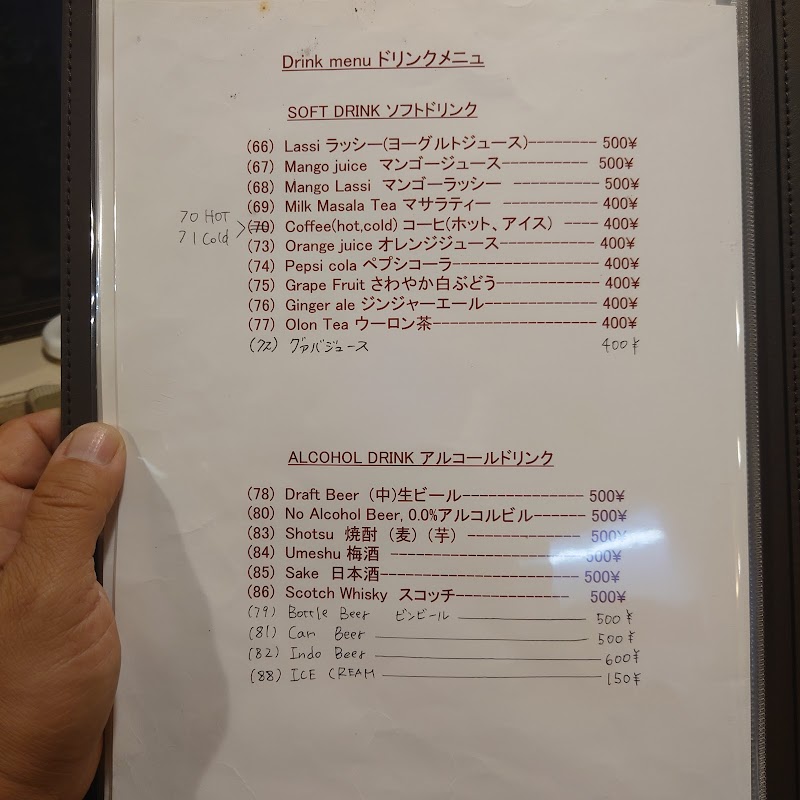 Drink menu ドリンクメニュ
SOFT DRINK ソフトドリンク
(66) Lassi ラッシー(ヨーグルトジュース)-------- 500¥
(67) Mango juice マンゴージュース----------- 500¥
(68) Mango Lassi マンゴーラッシー ----------- 500¥
(69) Milk Masala Tea マサラティー ----------- 400¥
70 HOT
71 Cold
(70) Coffee(hot,cold) コーヒ(ホット、アイス) ---- 400¥
(73) Orange juice オレンジジュース------------ 400¥
(74) Pepsi cola ペプシコーラ------------------ 400¥
(75) Grape Fruit さわやか白ぶどう------------ 400¥
(76) Ginger ale ジンジャーエール-------------- 400¥
(77) Olon Tea ウーロン茶-------------------- 400¥
(72) グァバジュース 400¥
ALCOHOL DRINK アルコールドリンク
(78) Draft Beer (中)生ビール-------------- 500¥
(80) No Alcohol Beer, 0.0%アルコルビル------ 500¥
(83) Shotsu 焼酎 (麦) (芋) ------------- 500¥
(84) Umeshu 梅酒 ---------------------- 500¥
(85) Sake 日本酒----------------------- 500¥
(86) Scotch Whisky スコッチ------------- 500¥
(79) Bottle Beer ビンビール 500¥
(81) Can Beer 500¥
(82) Indo Beer 600¥
(88) ICE CREAM 150¥